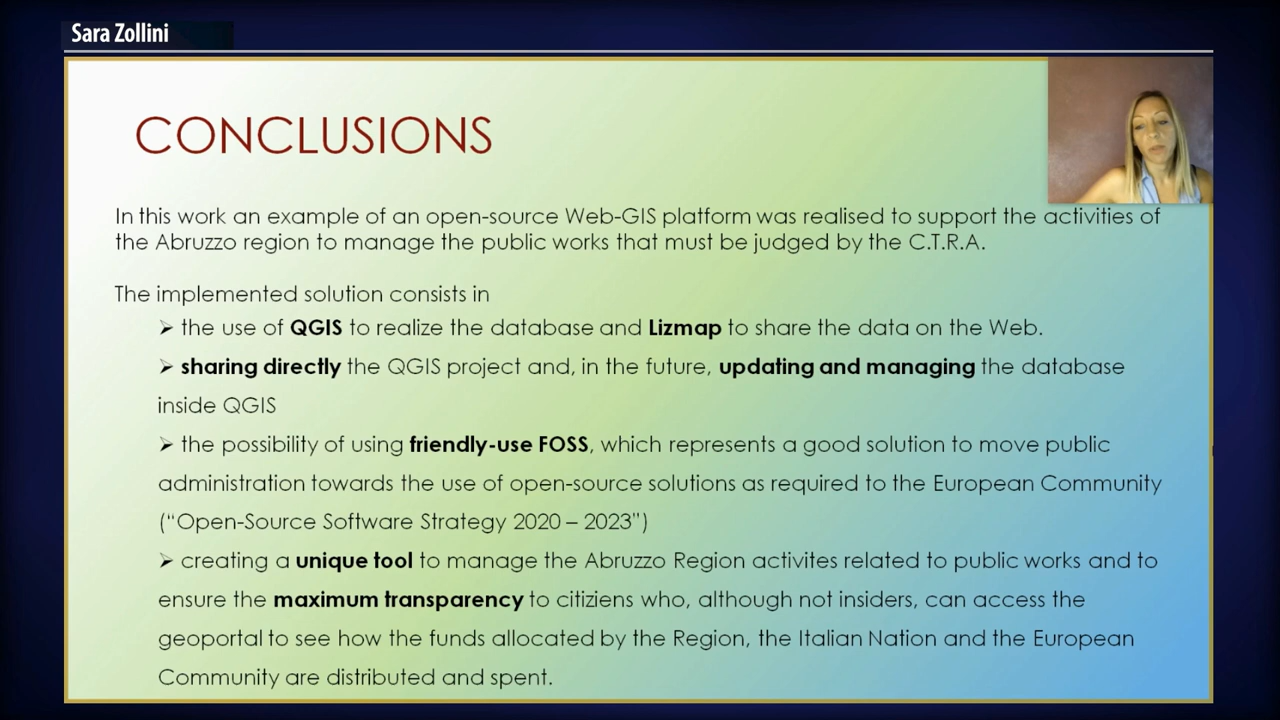 Sara Zollini
CONCLUSIONS
In this work an example of an open-source Web-GIS platform was realised to support the activities of
the Abruzzo region to manage the public works that must be judged by the C.T.R.A.
The implemented solution consists in
➢ the use of QGIS to realize the database and Lizmap to share the data on the Web.
➢ sharing directly the QGIS project and, in the future, updating and managing the database
inside QGIS
➢ the possibility of using friendly-use FOSS, which represents a good solution to move public
administration towards the use of open-source solutions as required to the European Community
(“Open-Source Software Strategy 2020 – 2023”)
➢ creating a unique tool to manage the Abruzzo Region activites related to public works and to
ensure the maximum transparency to citiziens who, although not insiders, can access the
geoportal to see how the funds allocated by the Region, the Italian Nation and the European
Community are distributed and spent.